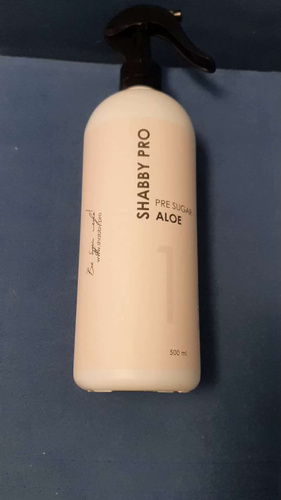 SHABBY PRO
PRE SUGAR
ALOE
1
500 ml